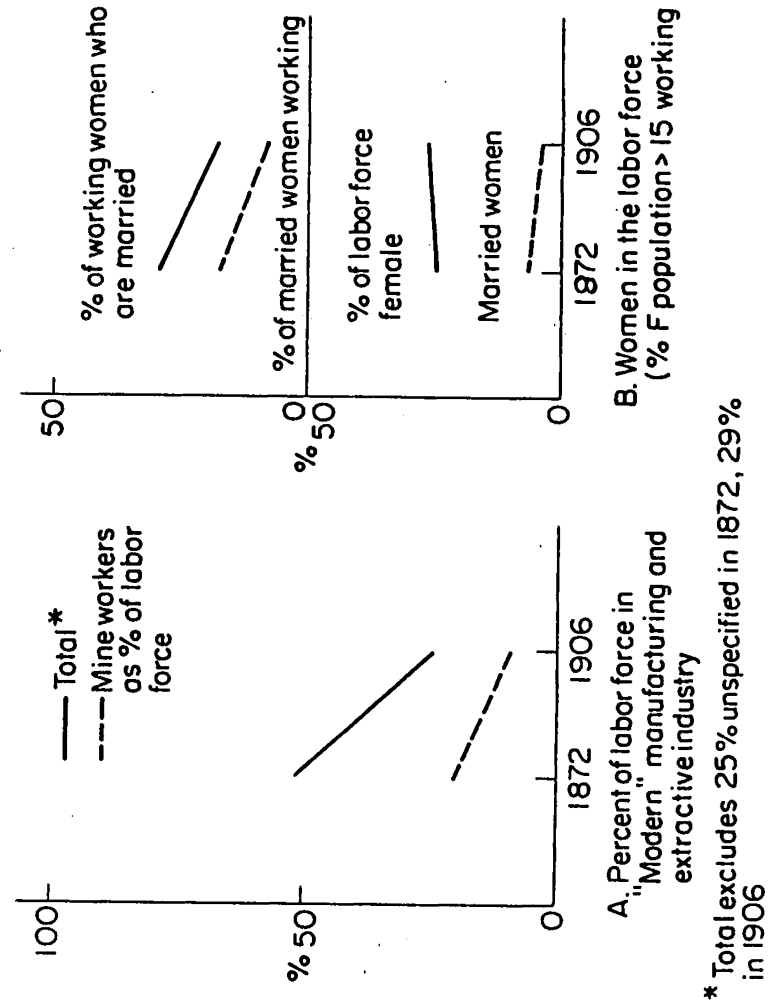 100
% 50
0
— Total*
--- Mine workers
as % of labor
force
1872
1906
A. Percent of labor force in
"Modern" manufacturing and
extractive industry
50
0
% of working women who
are married
% of married women working
% 50
0
% of labor force
female
Married women
1872
1906
B. Women in the labor force
(% F population > 15 working
* Total excludes 25% unspecified in 1872, 29%
in 1906